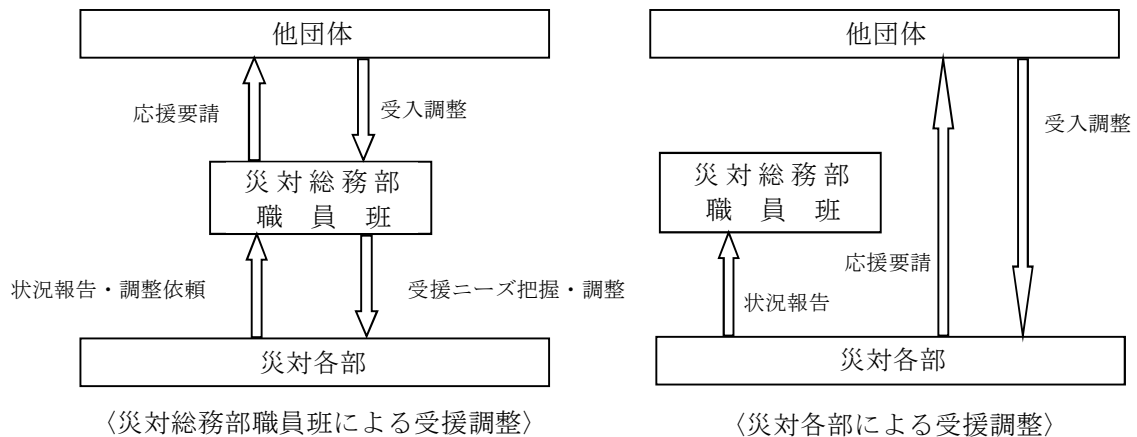 他団体
応援要請
受入調整
災対総務部
職員班
状況報告・調整依頼
受援ニーズ把握・調整
災対各部
〈災対総務部職員班による受援調整〉
他団体
受入調整
災対総務部
職員班
応援要請
状況報告
災対各部
〈災対各部による受援調整〉